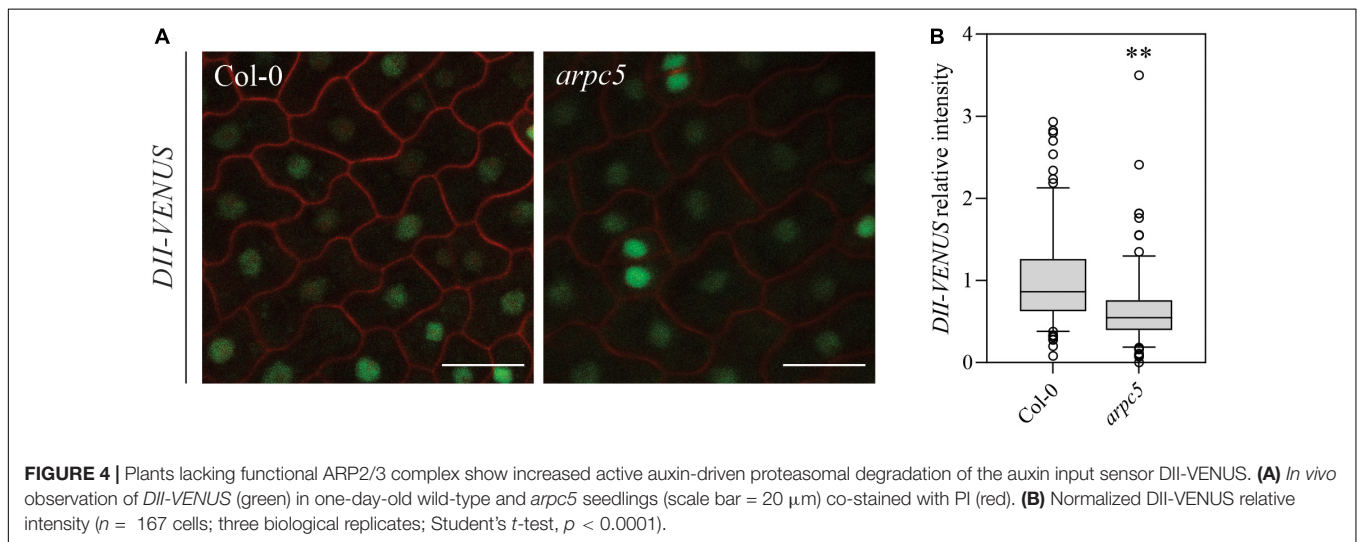 A
Col-0
arpc5
DII-VENUS
B
**
4
3
2
1
0
DII-VENUS relative intensity
Col-0
arpc5
FIGURE 4 | Plants lacking functional ARP2/3 complex show increased active auxin-driven proteasomal degradation of the auxin input sensor DII-VENUS. (A) In vivo
observation of DII-VENUS (green) in one-day-old wild-type and arpc5 seedlings (scale bar = 20 μm) co-stained with PI (red). (B) Normalized DII-VENUS relative
intensity (n = 167 cells; three biological replicates; Student's t-test, p < 0.0001).